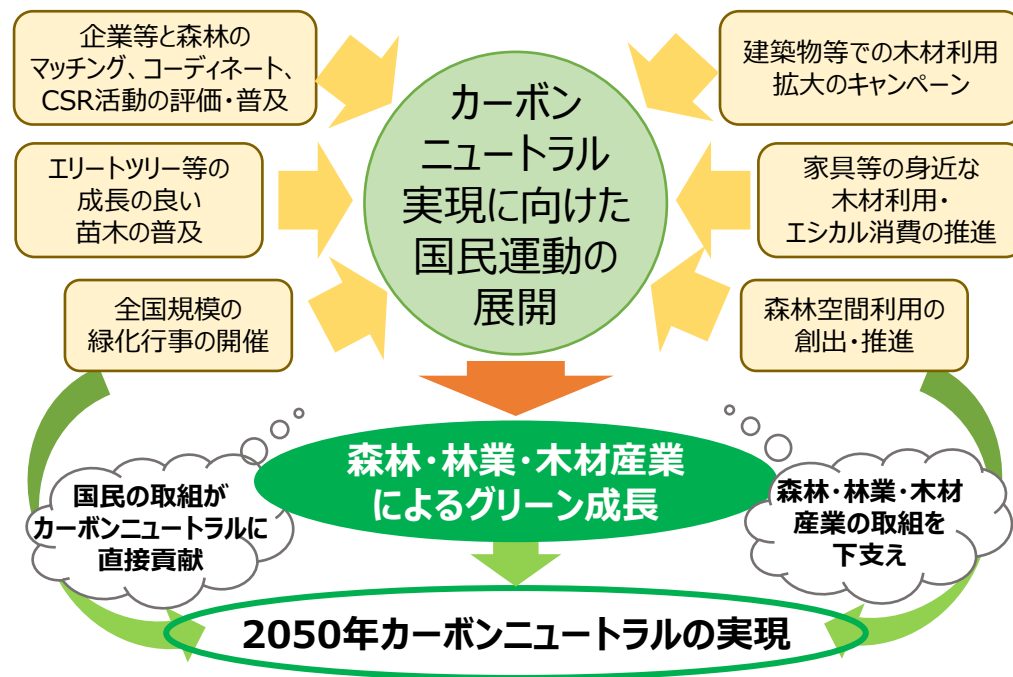 企業等と森林の
マッチング、コーディネート、
CSR活動の評価・普及
エリートツリー等の
成長の良い
苗木の普及
全国規模の
緑化行事の開催
カーボン
ニュートラル
実現に向けた
国民運動の
展開
建築物等での木材利用
拡大のキャンペーン
家具等の身近な
木材利用・
エシカル消費の推進
森林空間利用の
創出・推進
森林・林業・木材産業
によるグリーン成長
国民の取組が
カーボンニュートラルに
直接貢献
森林・林業・木材
産業の取組を
下支え
2050年カーボンニュートラルの実現